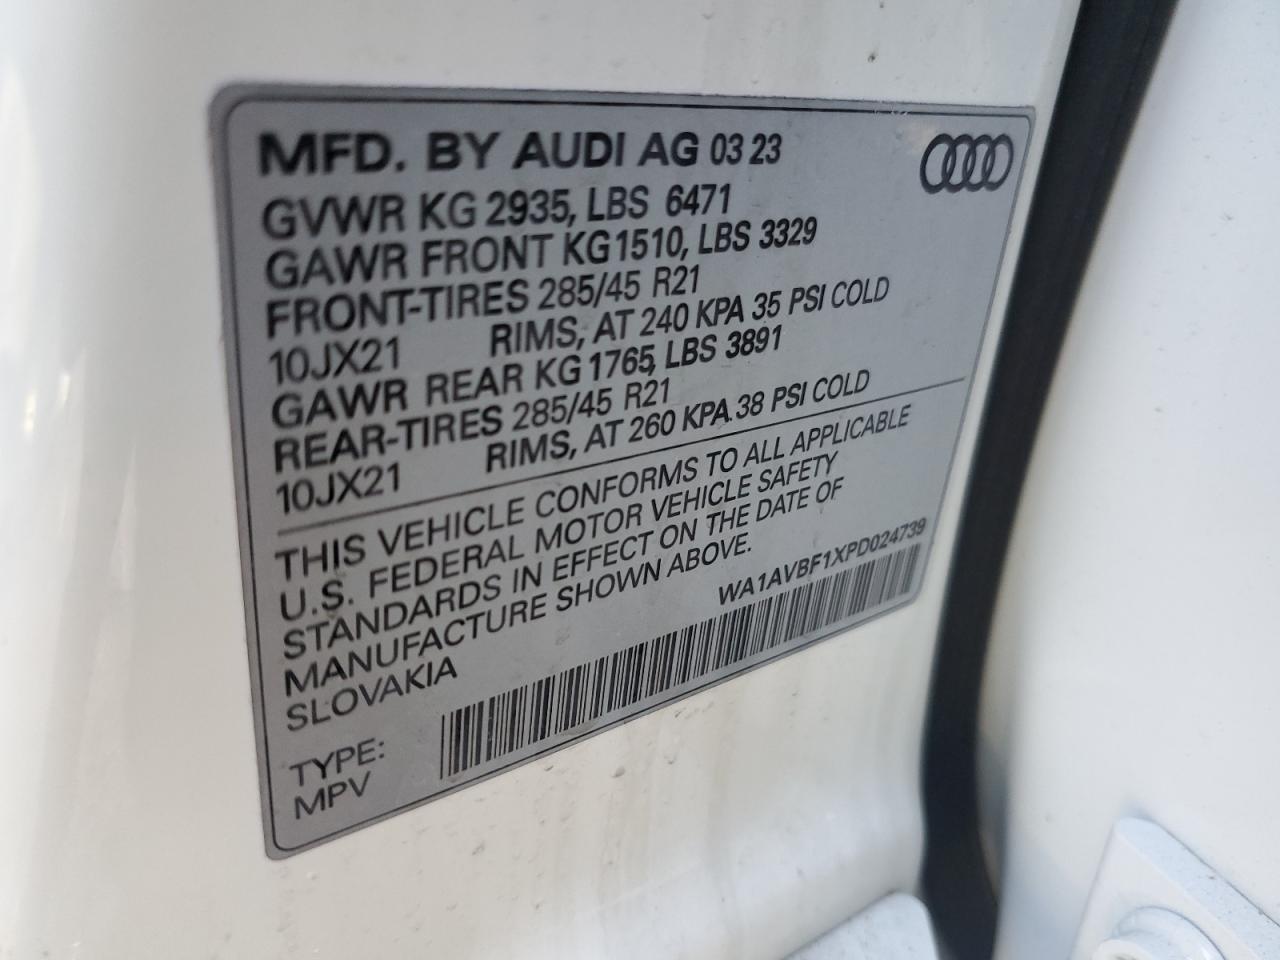 MFD. BY AUDI AG 03 23
GVWR KG 2935, LBS 6471
GAWR FRONT KG1510, LBS 3329
FRONT-TIRES 285/45 R21
10JX21 RIMS, AT 240 KPA 35 PSI COLD
GAWR REAR KG 1765, LBS 3891
REAR-TIRES 285/45 R21
10JX21 RIMS, AT 260 KPA 38 PSI COLD
THIS VEHICLE CONFORMS TO ALL APPLICABLE
U.S. FEDERAL MOTOR VEHICLE SAFETY
STANDARDS IN EFFECT ON THE DATE OF
MANUFACTURE SHOWN ABOVE.
SLOVAKIA
WA1AVBF1XPD024739
TYPE:
MPV